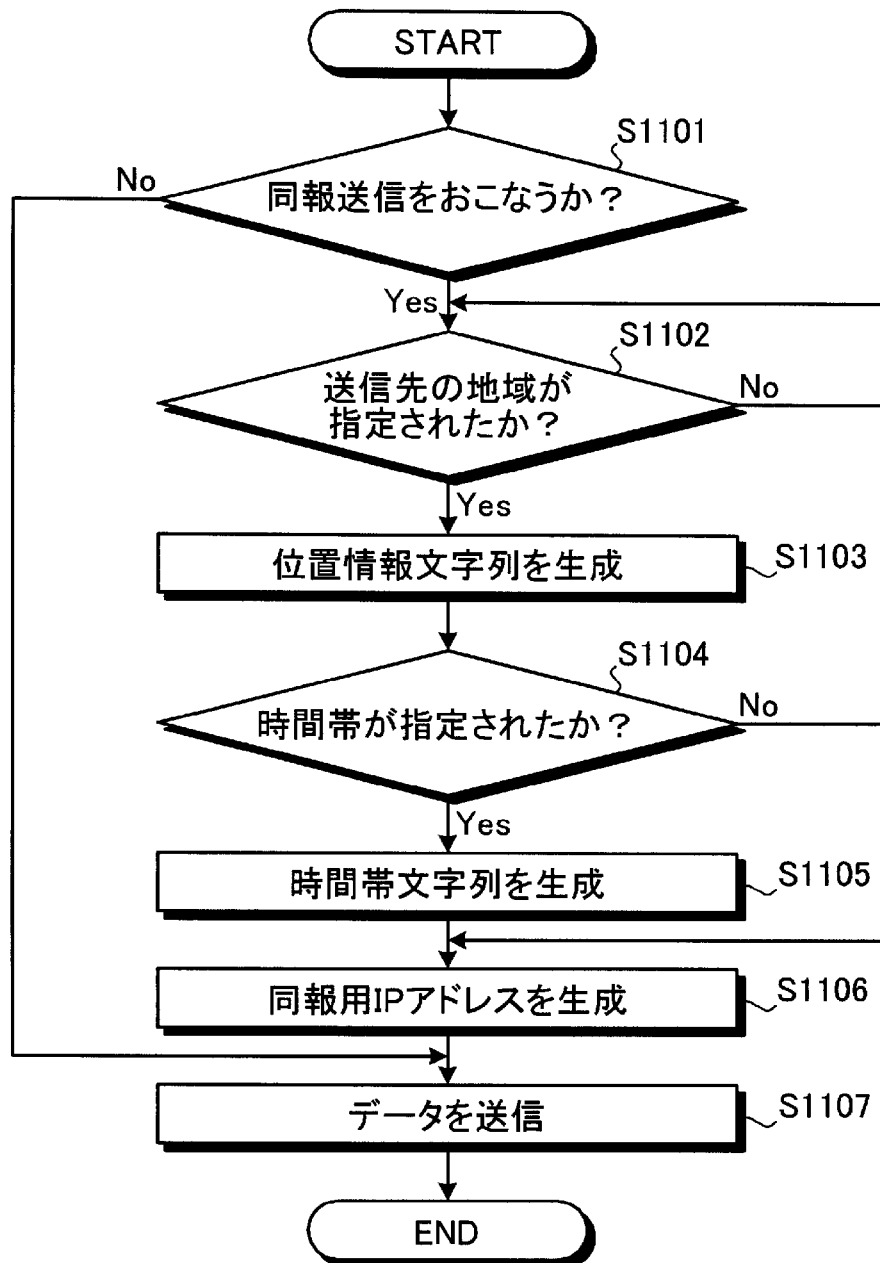 START
S1101
No
同報送信をおこなうか？
Yes
S1102
送信先の地域が
指定されたか？
No
Yes
位置情報文字列を生成
S1103
S1104
時間帯が指定されたか？
No
Yes
時間帯文字列を生成
S1105
同報用IPアドレスを生成
S1106
データを送信
S1107
END